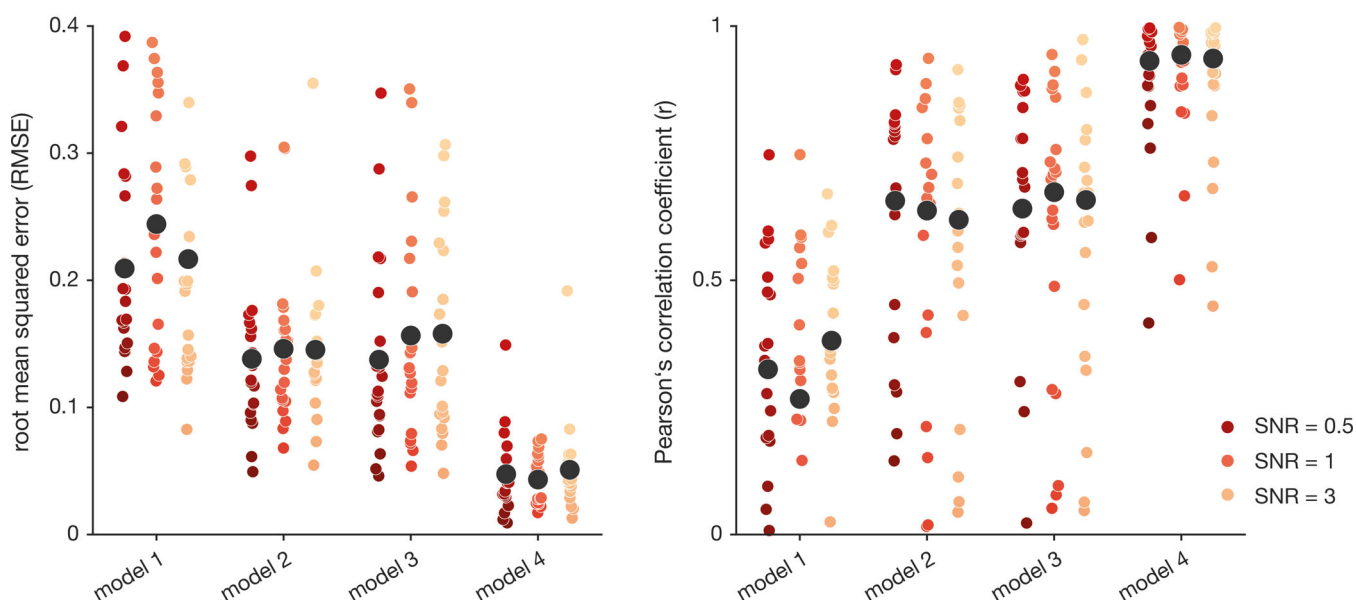 root mean squared error (RMSE)
0.4
0.3
0.2
0.1
0
model 1
model 2
model 3
model 4
Pearson‘s correlation coefficient (r)
1
0.5
0
model 1
model 2
model 3
model 4
SNR = 0.5
SNR = 1
SNR = 3